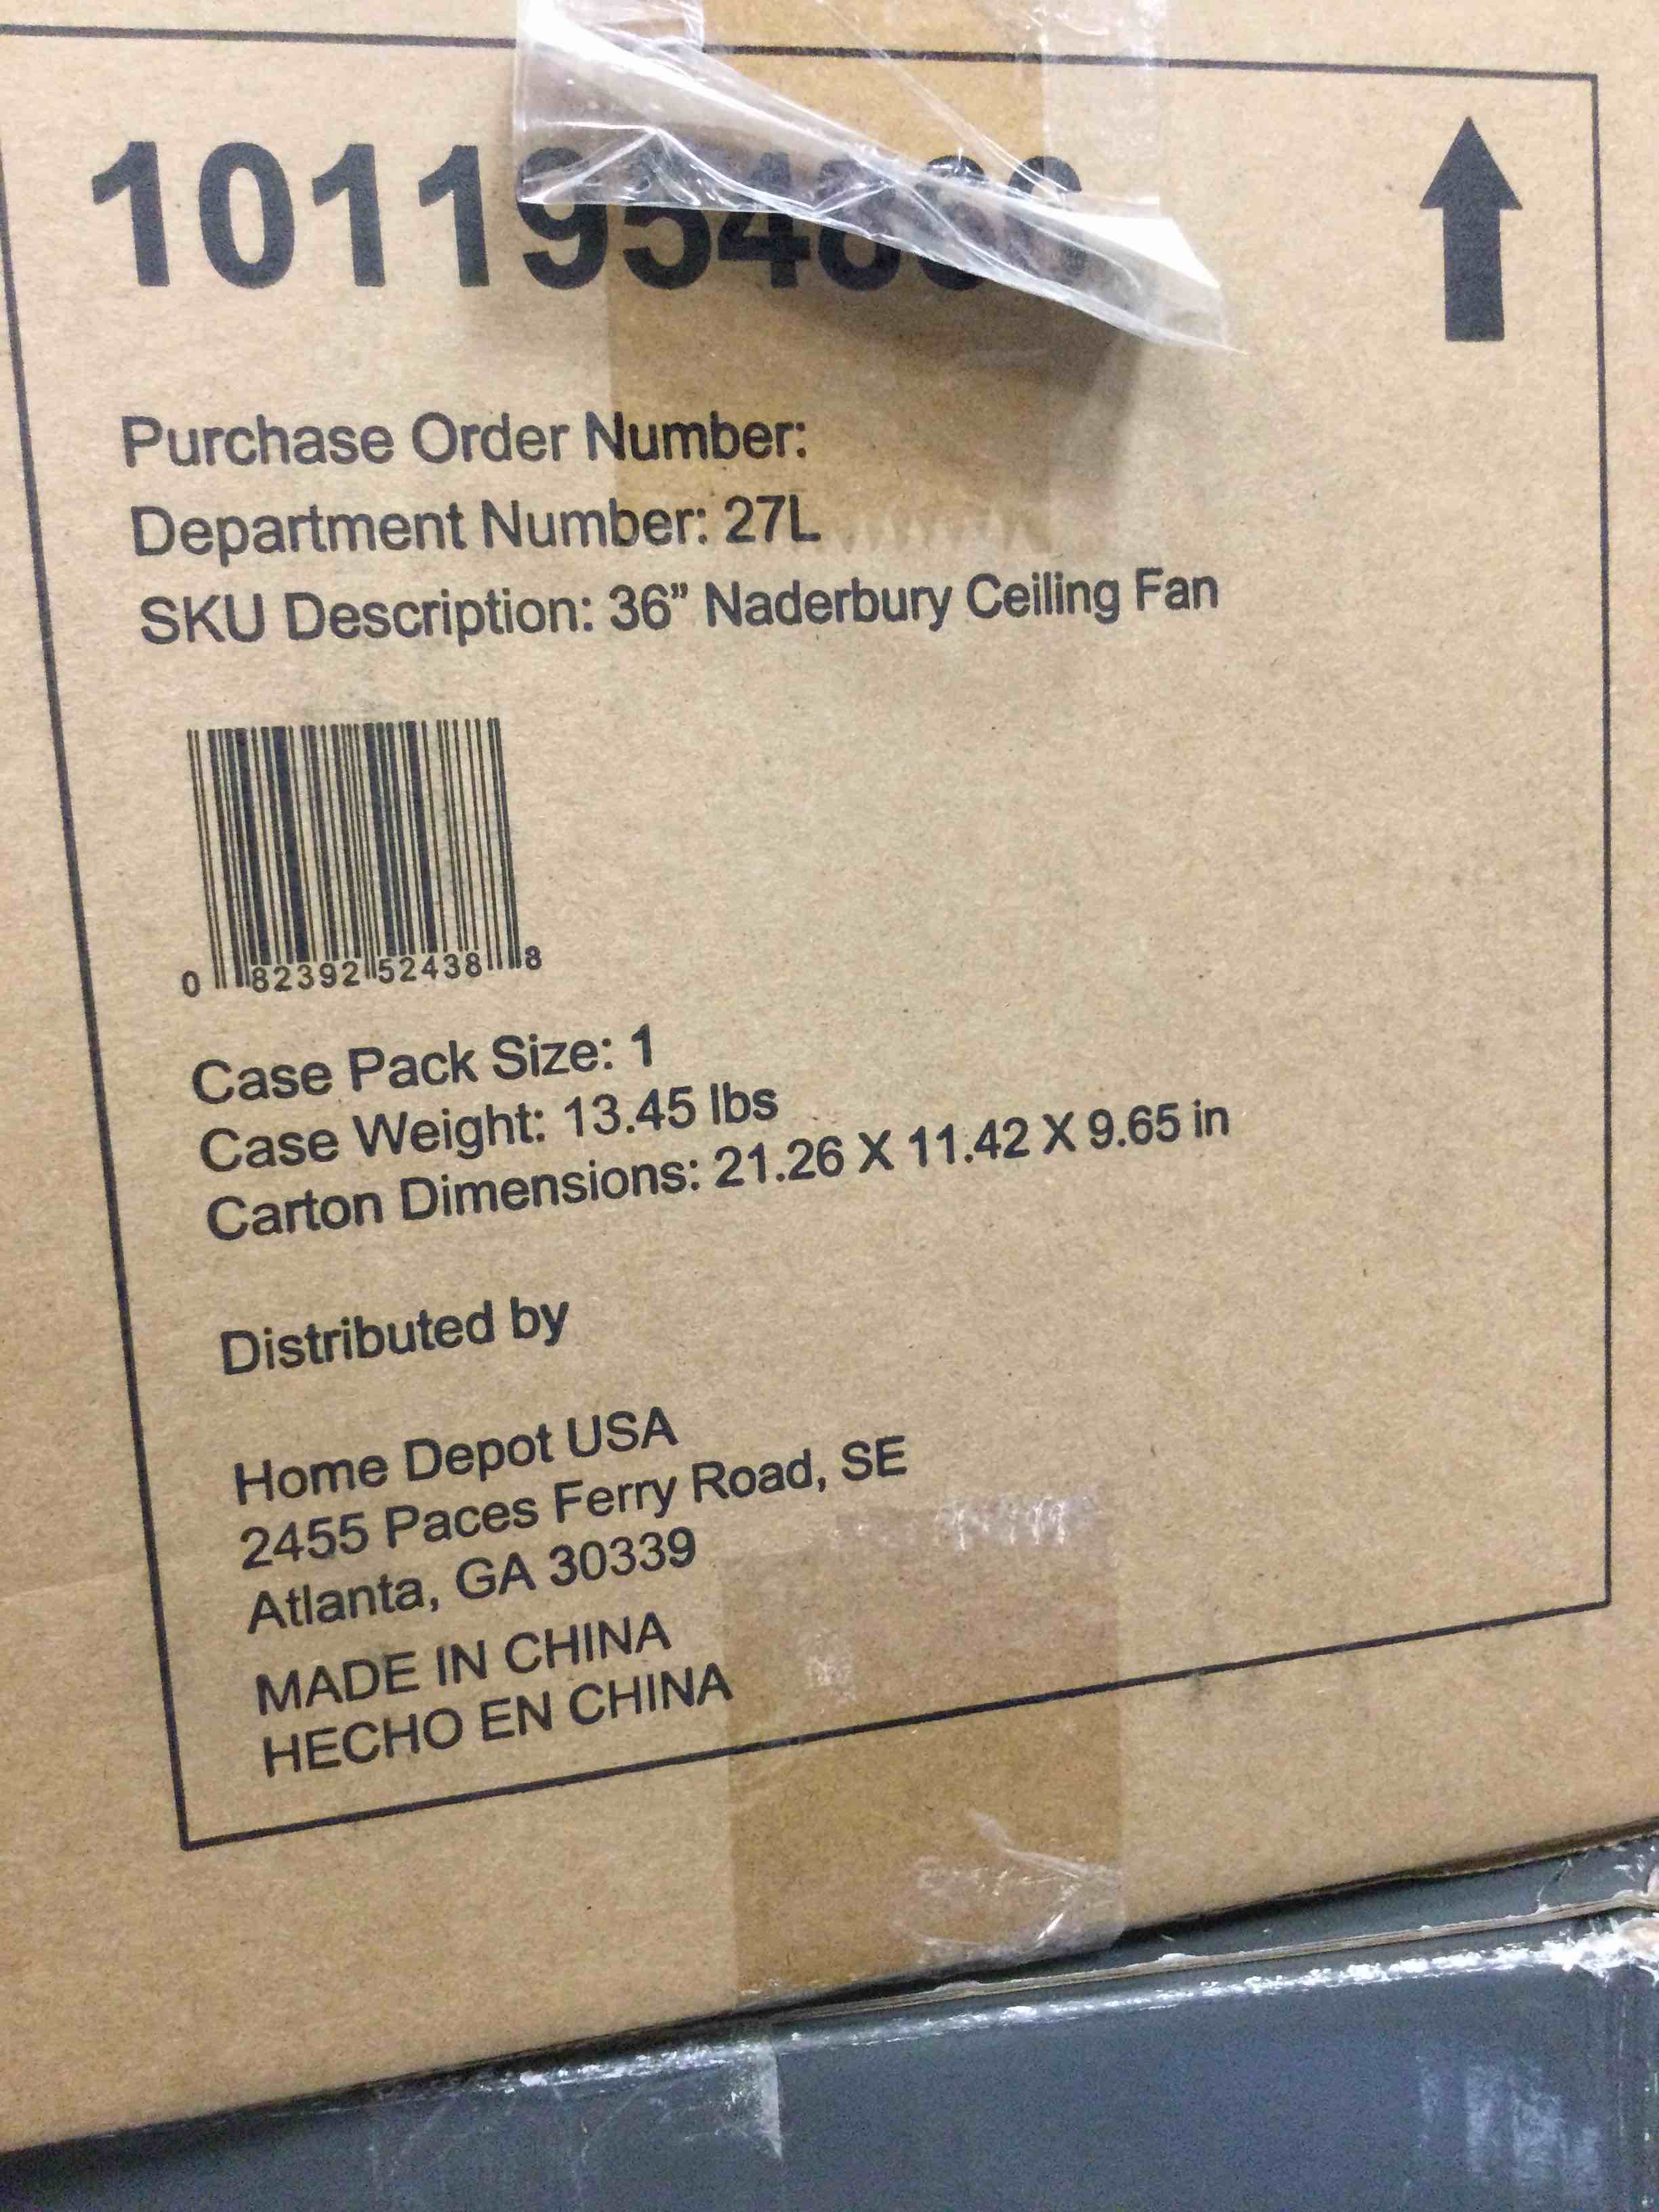 Purchase Order Number:
Department Number: 27L
SKU Description: 36” Naderbury Ceiling Fan
0 82392 52438 8
Case Pack Size: 1
Case Weight: 13.45 lbs
Carton Dimensions: 21.26 X 11.42 X 9.65 in
Distributed by
Home Depot USA
2455 Paces Ferry Road, SE
Atlanta, GA 30339
MADE IN CHINA
HECHO EN CHINA